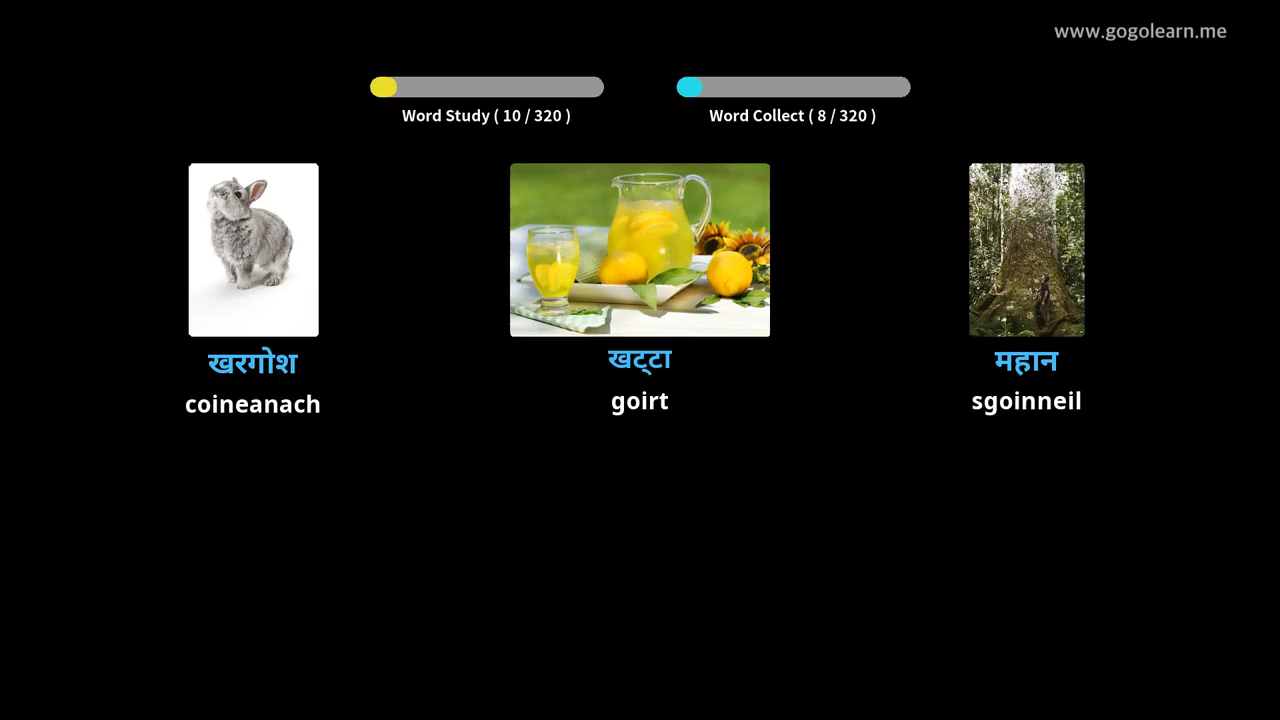 www.gogolearn.me
Word Study ( 10 / 320 )
Word Collect ( 8 / 320 )
खरगोश
खट्टा
महान
coineanach
goirt
sgoinneil